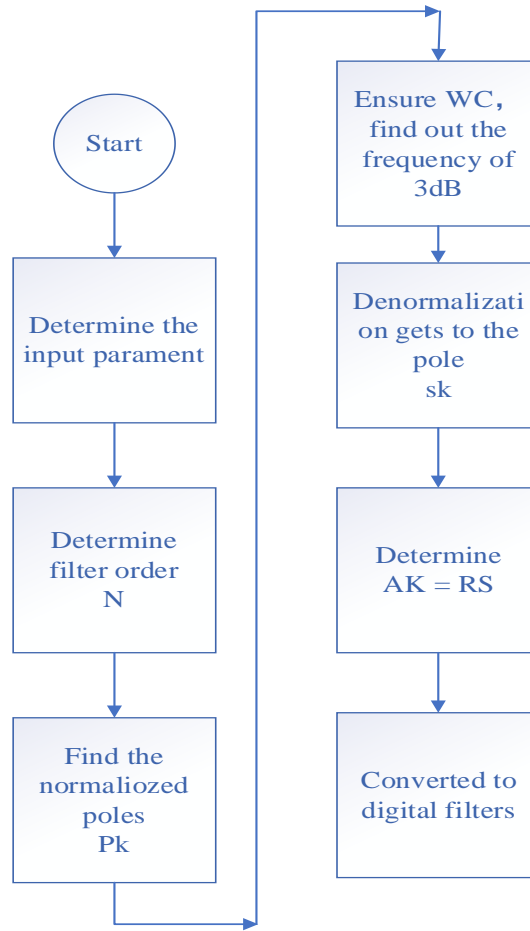 Start
Determine the
input parament
Determine
filter order
N
Find the
normaliozed
poles
Pk
Ensure WC，
find out the
frequency of
3dB
Denormalizati
on gets to the
pole
sk
Determine
AK = RS
Converted to
digital filters